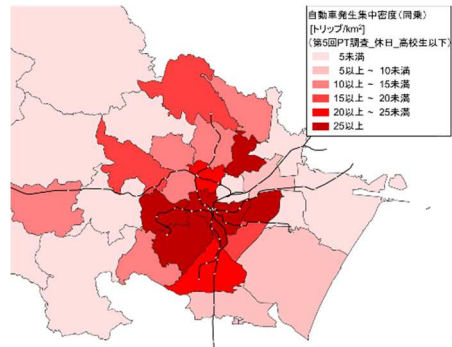 自動車発生集中密度(同乗)
[トリップ/km²]
(第5回PT調査_休日_高校生以下)
5未満
5以上 ~ 10未満
10以上 ~ 15未満
15以上 ~ 20未満
20以上 ~ 25未満
25以上